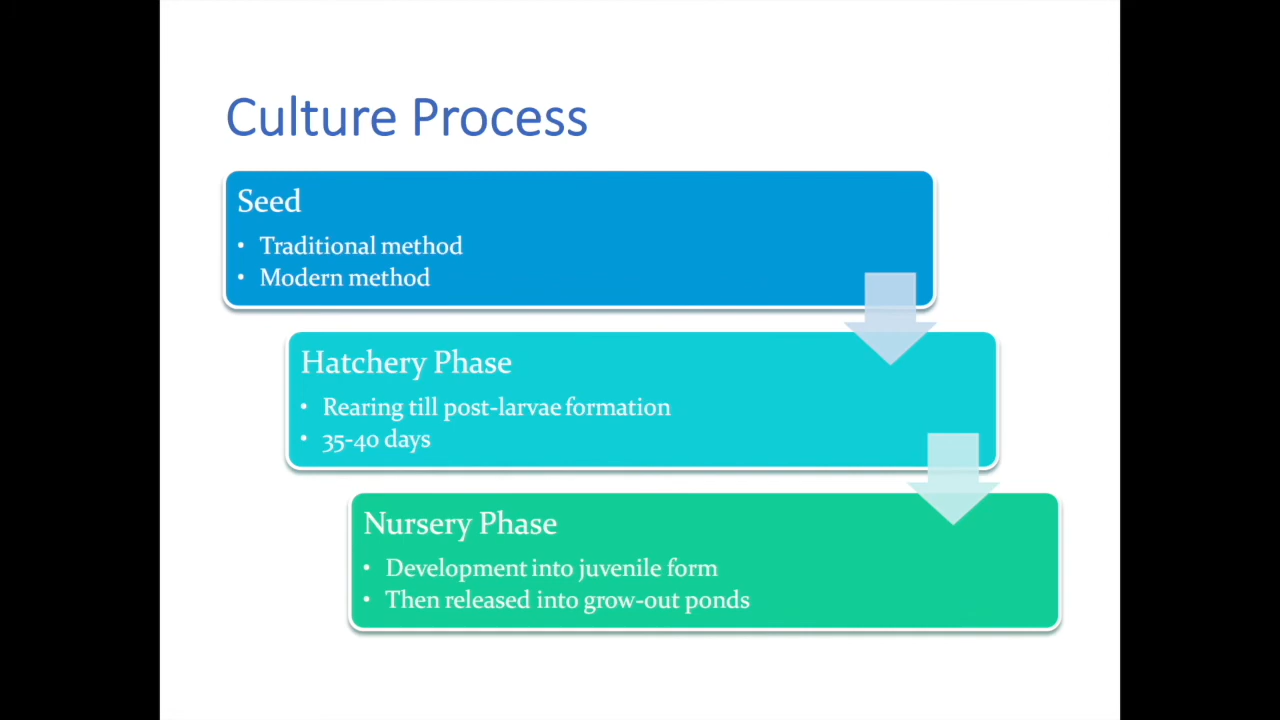 Culture Process
Seed
• Traditional method
• Modern method
Hatchery Phase
• Rearing till post-larvae formation
• 35-40 days
Nursery Phase
• Development into juvenile form
• Then released into grow-out ponds